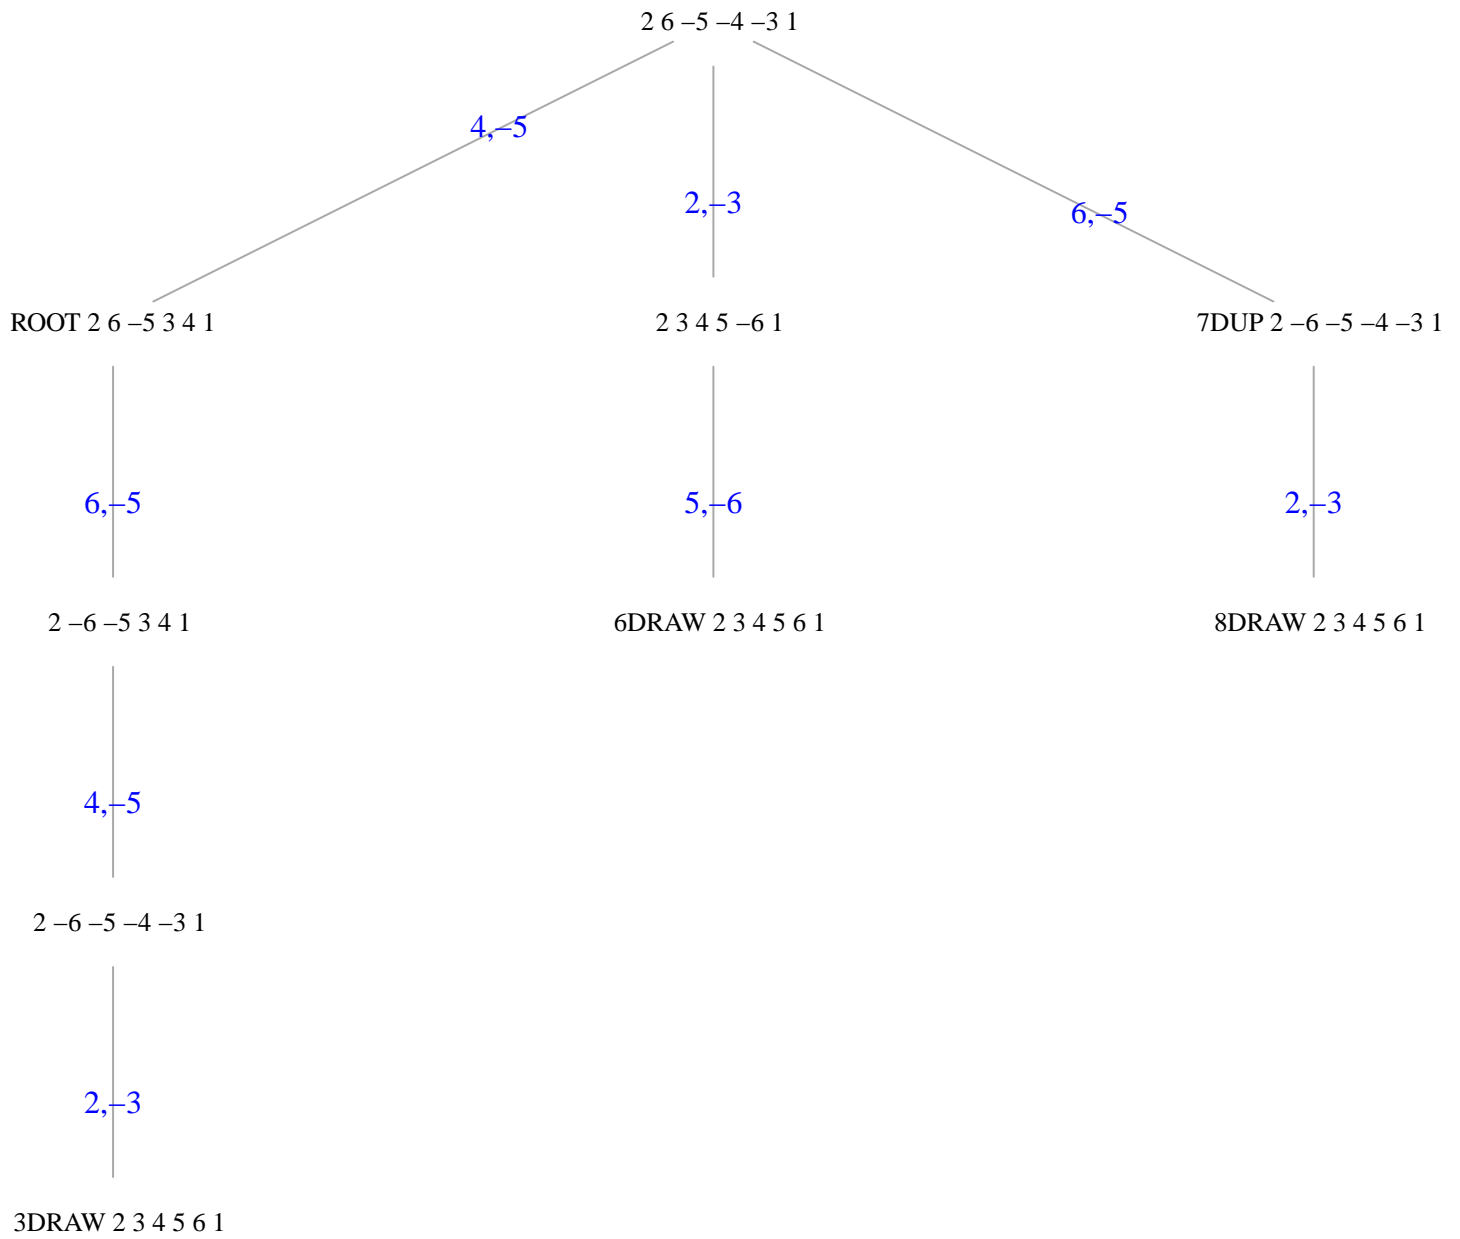 2 6 –5 –4 –3 1
4,–5
2,–3
6,–5
ROOT 2 6 –5 3 4 1
2 3 4 5 –6 1
7DUP 2 –6 –5 –4 –3 1
6,–5
5,–6
2,–3
2 –6 –5 3 4 1
6DRAW 2 3 4 5 6 1
8DRAW 2 3 4 5 6 1
4,–5
2 –6 –5 –4 –3 1
2,–3
3DRAW 2 3 4 5 6 1